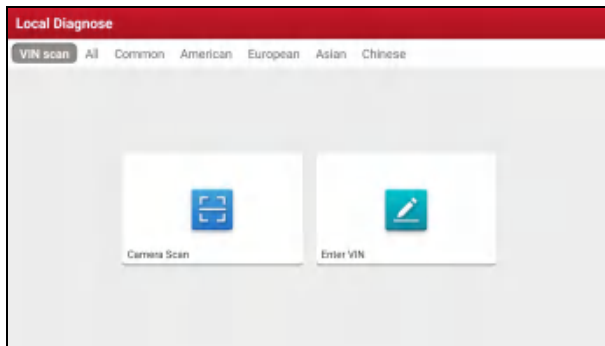 Local Diagnose
VIN scan All Common American European Asian Chinese
Camera Scan Enter VIN